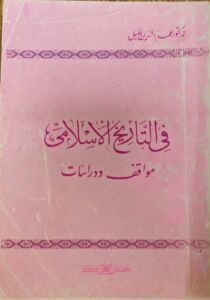 الدكتور عماد الدين خليل
في التاريخ الإسلامي
مواقف ودراسات